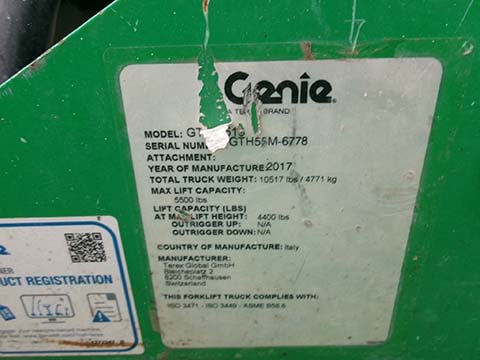 Genie
A TEREX BRAND
MODEL: GTH
SERIAL NUMBER GTH55M-6778
ATTACHMENT:
YEAR OF MANUFACTURE: 2017
TOTAL TRUCK WEIGHT: 10517 lbs / 4771 kg
MAX LIFT CAPACITY:
5500 lbs
LIFT CAPACITY (LBS)
AT MAX LIFT HEIGHT: 4400 lbs
OUTRIGGER UP: N/A
OUTRIGGER DOWN: N/A
COUNTRY OF MANUFACTURE: Italy
MANUFACTURER:
Terex Global GmbH
Bleicheplatz 2
8200 Schaffhausen
Switzerland
THIS FORKLIFT TRUCK COMPLIES WITH:
ISO 3471 - ISO 3449 - ASME B56.6
UCT REGISTRATION